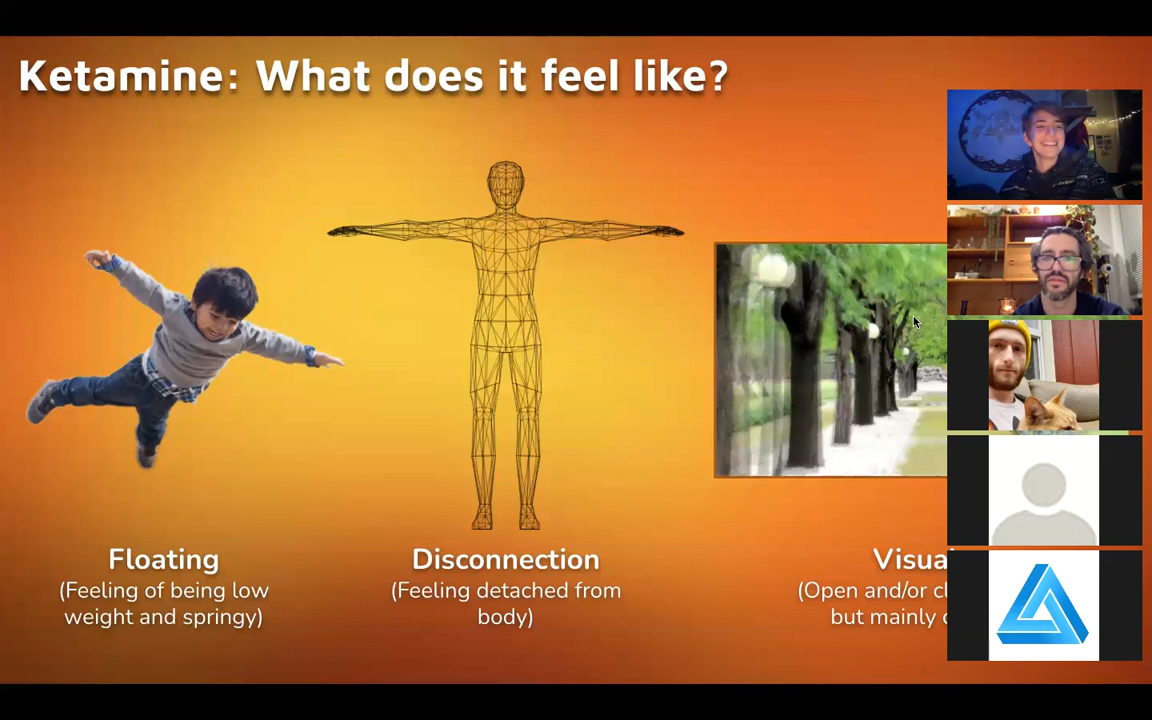 Ketamine: What does it feel like?
Floating
(Feeling of being low
weight and springy)
Disconnection
(Feeling detached from
body)
(Open and/or
but mainly